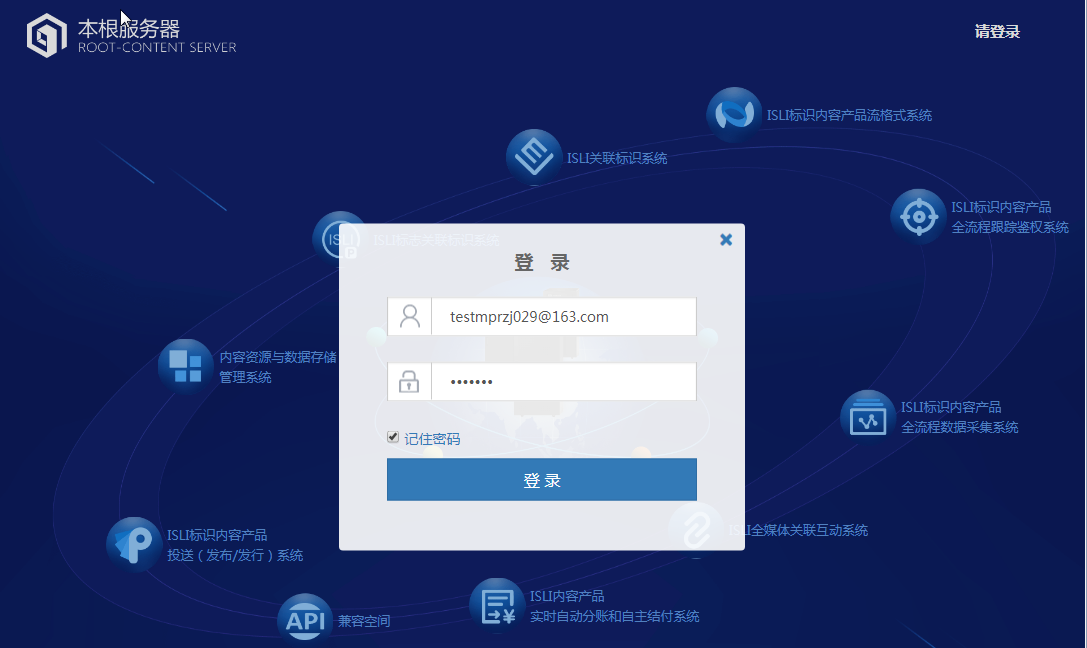 本根服务器
ROOT-CONTENT SERVER
请登录
ISLI标识内容产品流格式系统
ISLI关联标识系统
ISLI标识内容产品
全流程跟踪鉴权系统
ISLI
P
ISLI标志关联标识系统
登 录
testmprzj029@163.com
•••••••
内容资源与数据存储
管理系统
ISLI标识内容产品
全流程数据采集系统
记住密码
登 录
ISLI全媒体关联互动系统
ISLI标识内容产品
投送（发布/发行）系统
ISLI内容产品
实时自动分账和自主结付系统
API
兼容空间